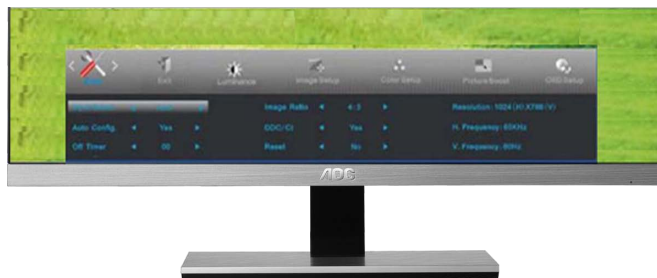 Exit Luminance Image Setup Color Setup Picture Boost OSD Setup
Image Ratio 4:3 Resolution: 1024 (H) X768 (V)
Auto Config. Yes DDC/CI Yes H. Frequency: 60KHz
Off Timer 00 Reset No V. Frequency: 60Hz
AOC